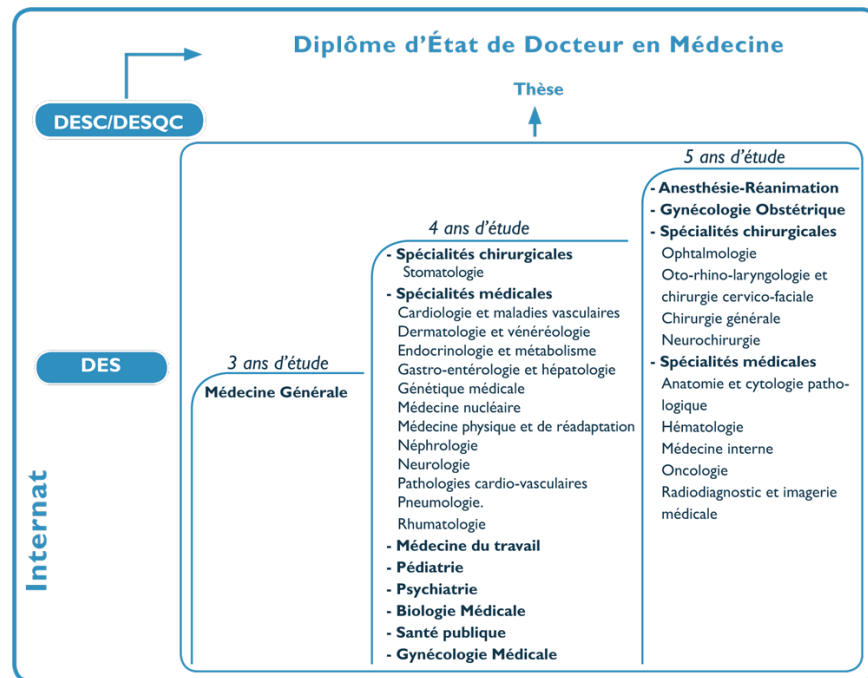 Diplôme d'État de Docteur en Médecine
Thèse
DESC/DESQC
DES
Internat
3 ans d'étude
Médecine Générale
4 ans d'étude
- Spécialités chirurgicales
Stomatologie
- Spécialités médicales
Cardiologie et maladies vasculaires
Dermatologie et vénéréologie
Endocrinologie et métabolisme
Gastro-entérologie et hépatologie
Génétique médicale
Médecine nucléaire
Médecine physique et de réadaptation
Néphrologie
Neurologie
Pathologies cardio-vasculaires
Pneumologie.
Rhumatologie
- Médecine du travail
- Pédiatrie
- Psychiatrie
- Biologie Médicale
- Santé publique
- Gynécologie Médicale
5 ans d'étude
- Anesthésie-Réanimation
- Gynécologie Obstétrique
- Spécialités chirurgicales
Ophtalmologie
Oto-rhino-laryngologie et
chirurgie cervico-faciale
Chirurgie générale
Neurochirurgie
- Spécialités médicales
Anatomie et cytologie patho-
logique
Hématologie
Médecine interne
Oncologie
Radiodiagnostic et imagerie
médicale